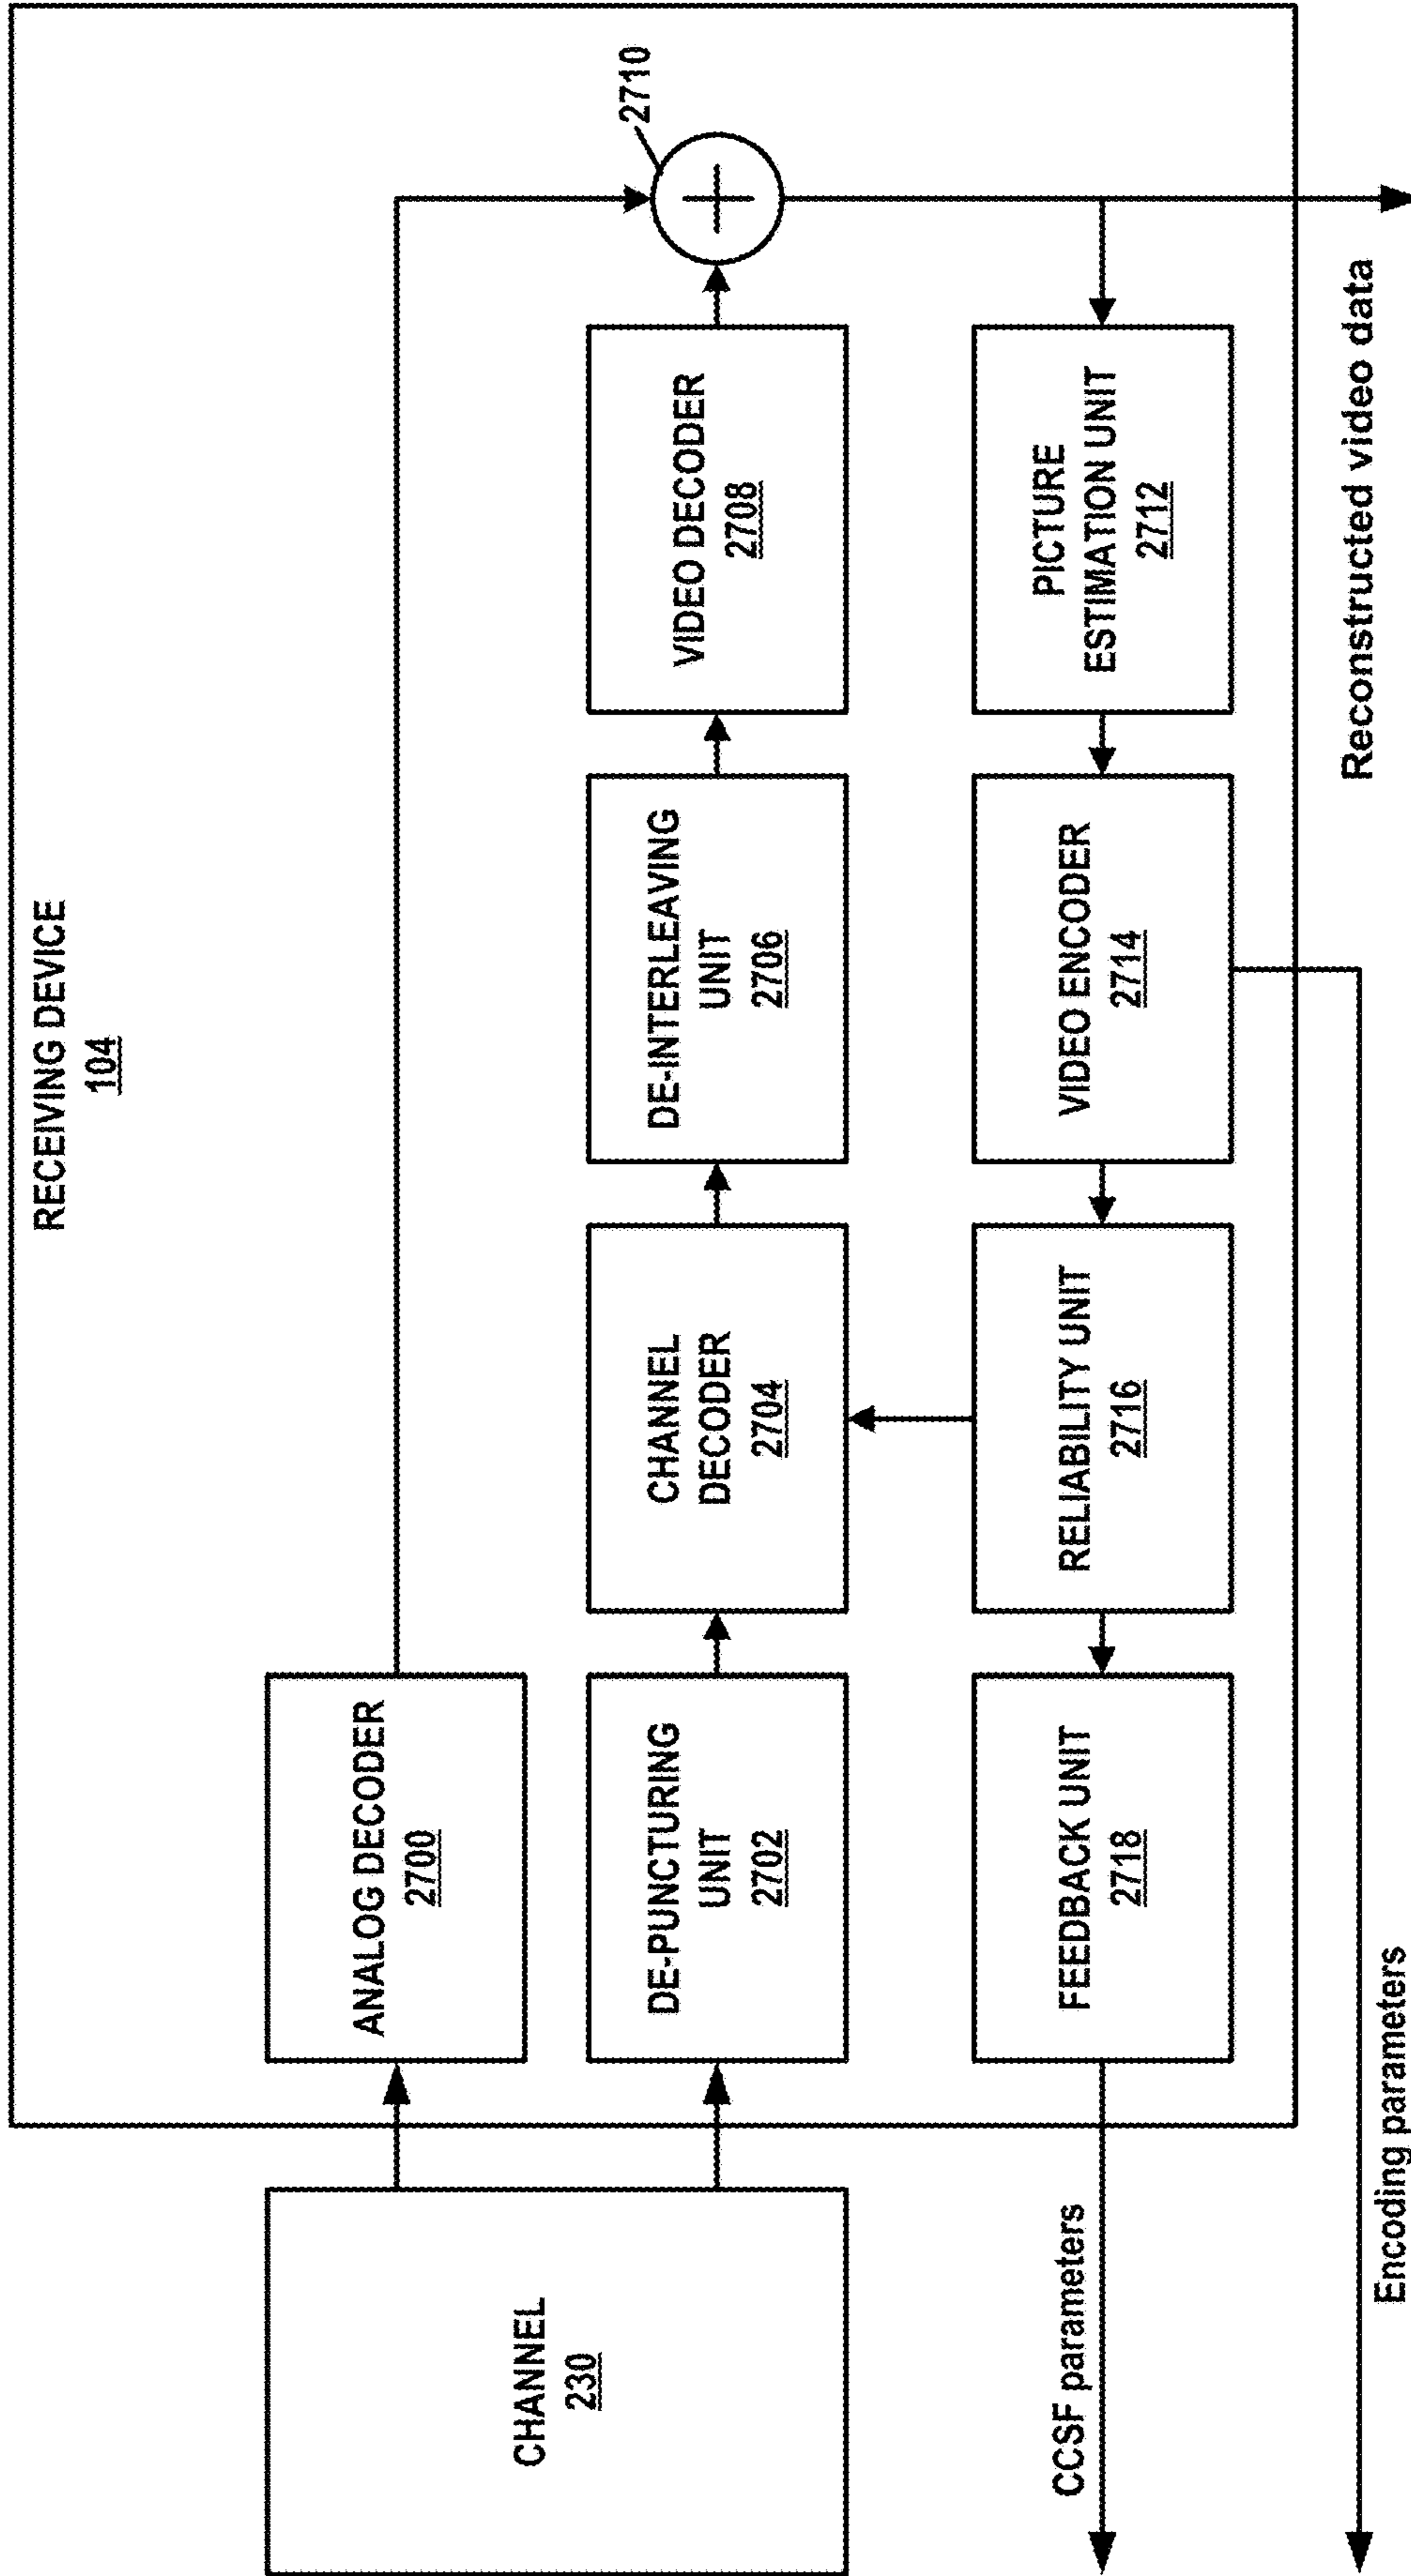 RECEIVING DEVICE
104
CHANNEL
230
ANALOG DECODER
2700
DE-PUNCTURING
UNIT
2702
CHANNEL
DECODER
2704
DE-INTERLEAVING
UNIT
2706
VIDEO DECODER
2708
2710
FEEDBACK UNIT
2718
RELIABILITY UNIT
2716
VIDEO ENCODER
2714
PICTURE
ESTIMATION UNIT
2712
CCSF parameters
Encoding parameters
Reconstructed video data